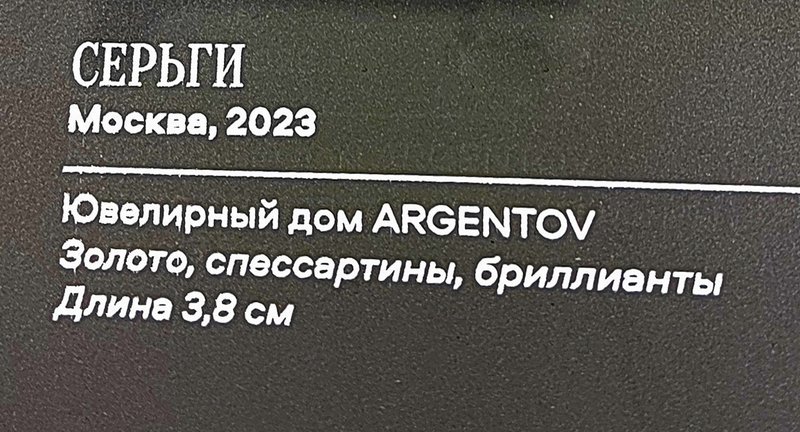 СЕРЬГИ
Москва, 2023
Ювелирный дом ARGENTOV
Золото, спессартины, бриллианты
Длина 3,8 см